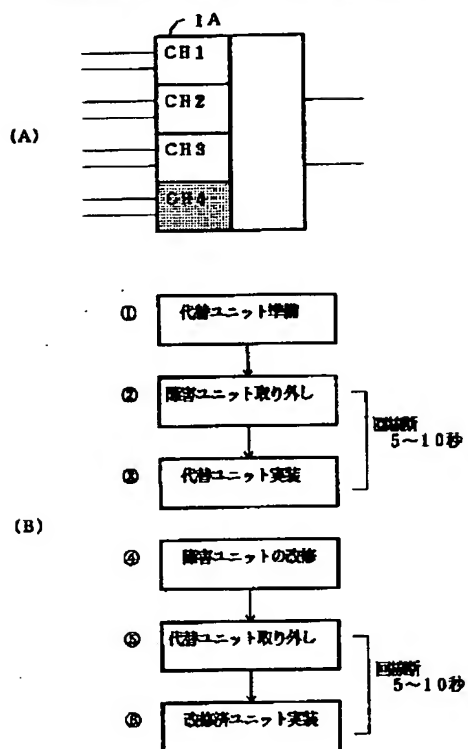 1A
CH1
CH2
(A)
CH3
CH4
① 代替ユニット準備
② 障害ユット取り外し
回線断
5～10秒
③ 代替ユニット実装
(B)
④ 障害ユニットの改修
⑤ 代替ユニット取り外し
回線断
5～10秒
⑥ 改修済ユニット実装